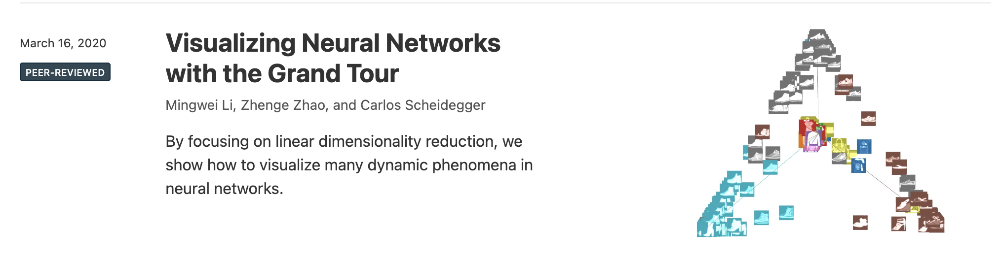 March 16, 2020
PEER-REVIEWED
Visualizing Neural Networks
with the Grand Tour
Mingwei Li, Zhenge Zhao, and Carlos Scheidegger
By focusing on linear dimensionality reduction, we
show how to visualize many dynamic phenomena in
neural networks.